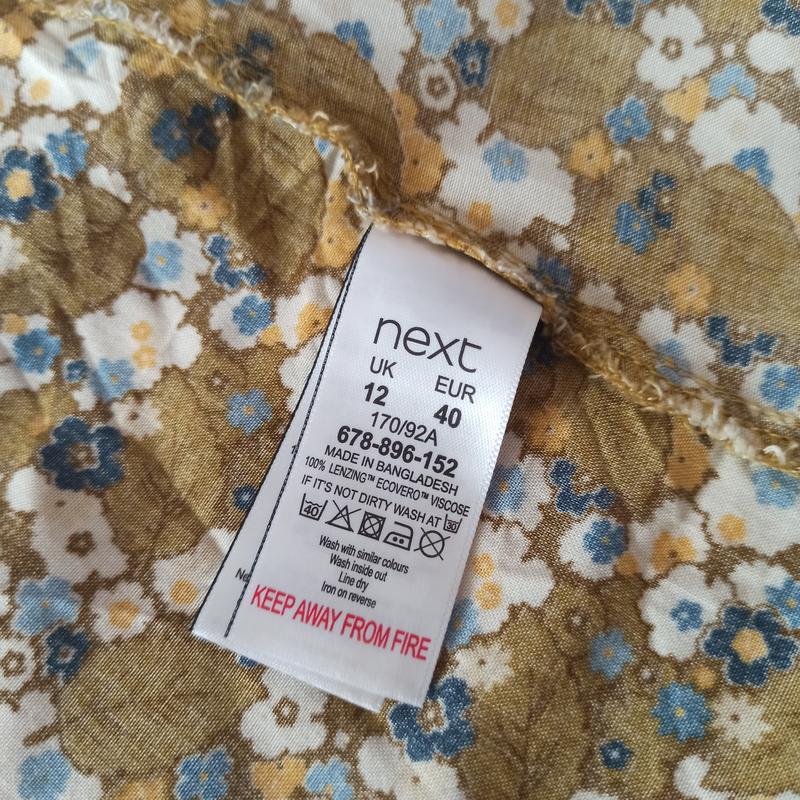 next
UK EUR
12 40
170/92A
678-896-152
MADE IN BANGLADESH
100% LENZING™ ECOVERO™ VISCOSE
IF IT'S NOT DIRTY WASH AT 30
40
Wash with similar colours
Wash inside out
Line dry
Iron on reverse
KEEP AWAY FROM FIRE